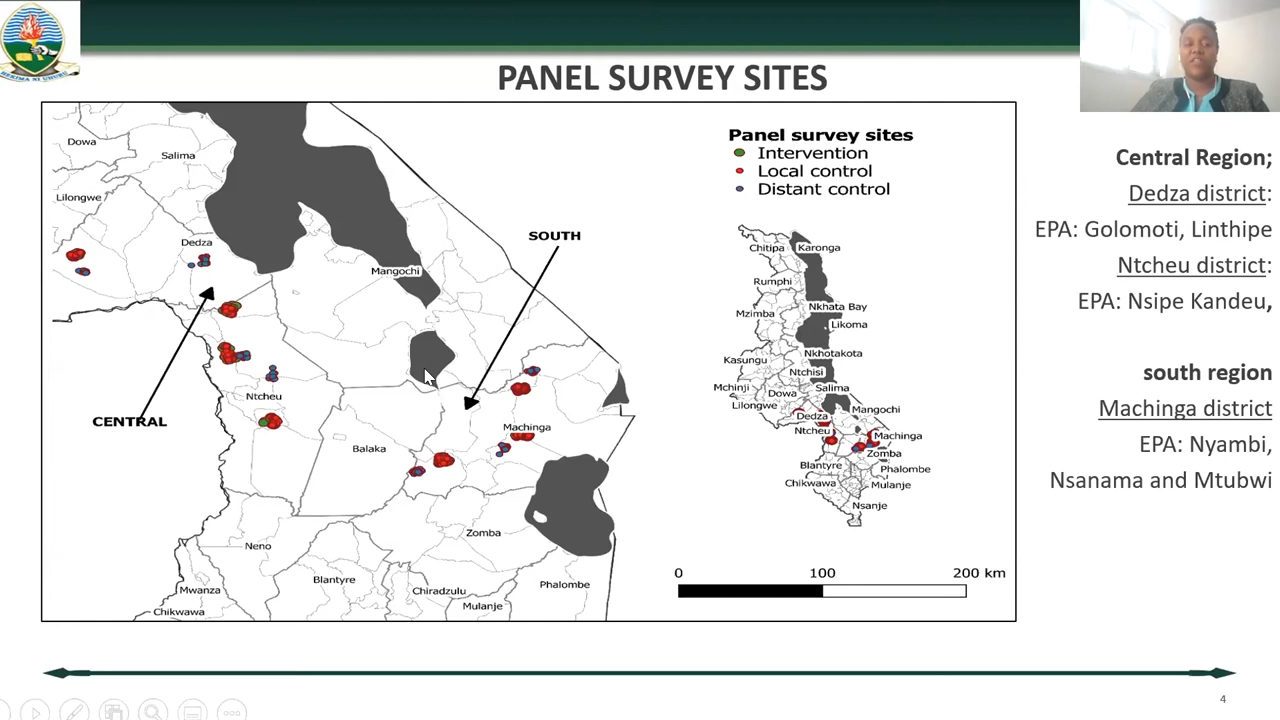 HEKIMA NI UHURU
PANEL SURVEY SITES
Dowa
Salima
Lilongwe
Dedza
Mangochi
SOUTH
CENTRAL
Ntcheu
Balaka
Machinga
Zomba
Neno
Mwanza
Blantyre
Chiradzulu
Phalombe
Mulanje
Chikwawa
Panel survey sites
Intervention
Local control
Distant control
Chitipa
Karonga
Rumphi
Nkhata Bay
Mzimba
Likoma
Nkhotakota
Kasungu
Ntchisi
Mchinji
Dowa
Salima
Lilongwe
Mangochi
Dedza
Ntcheu
Machinga
Zomba
Blantyre
Phalombe
Chikwawa
Mulanje
Nsanje
0 100 200 km
Central Region;
Dedza district:
EPA: Golomoti, Linthipe
Ntcheu district:
EPA: Nsipe Kandeu,
south region
Machinga district
EPA: Nyambi,
Nsanama and Mtubwi
4